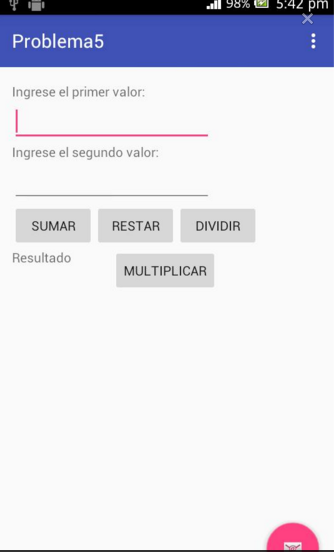 98% 5:42 pm
Problema5
Ingrese el primer valor:
Ingrese el segundo valor:
SUMAR RESTAR DIVIDIR
Resultado
MULTIPLICAR